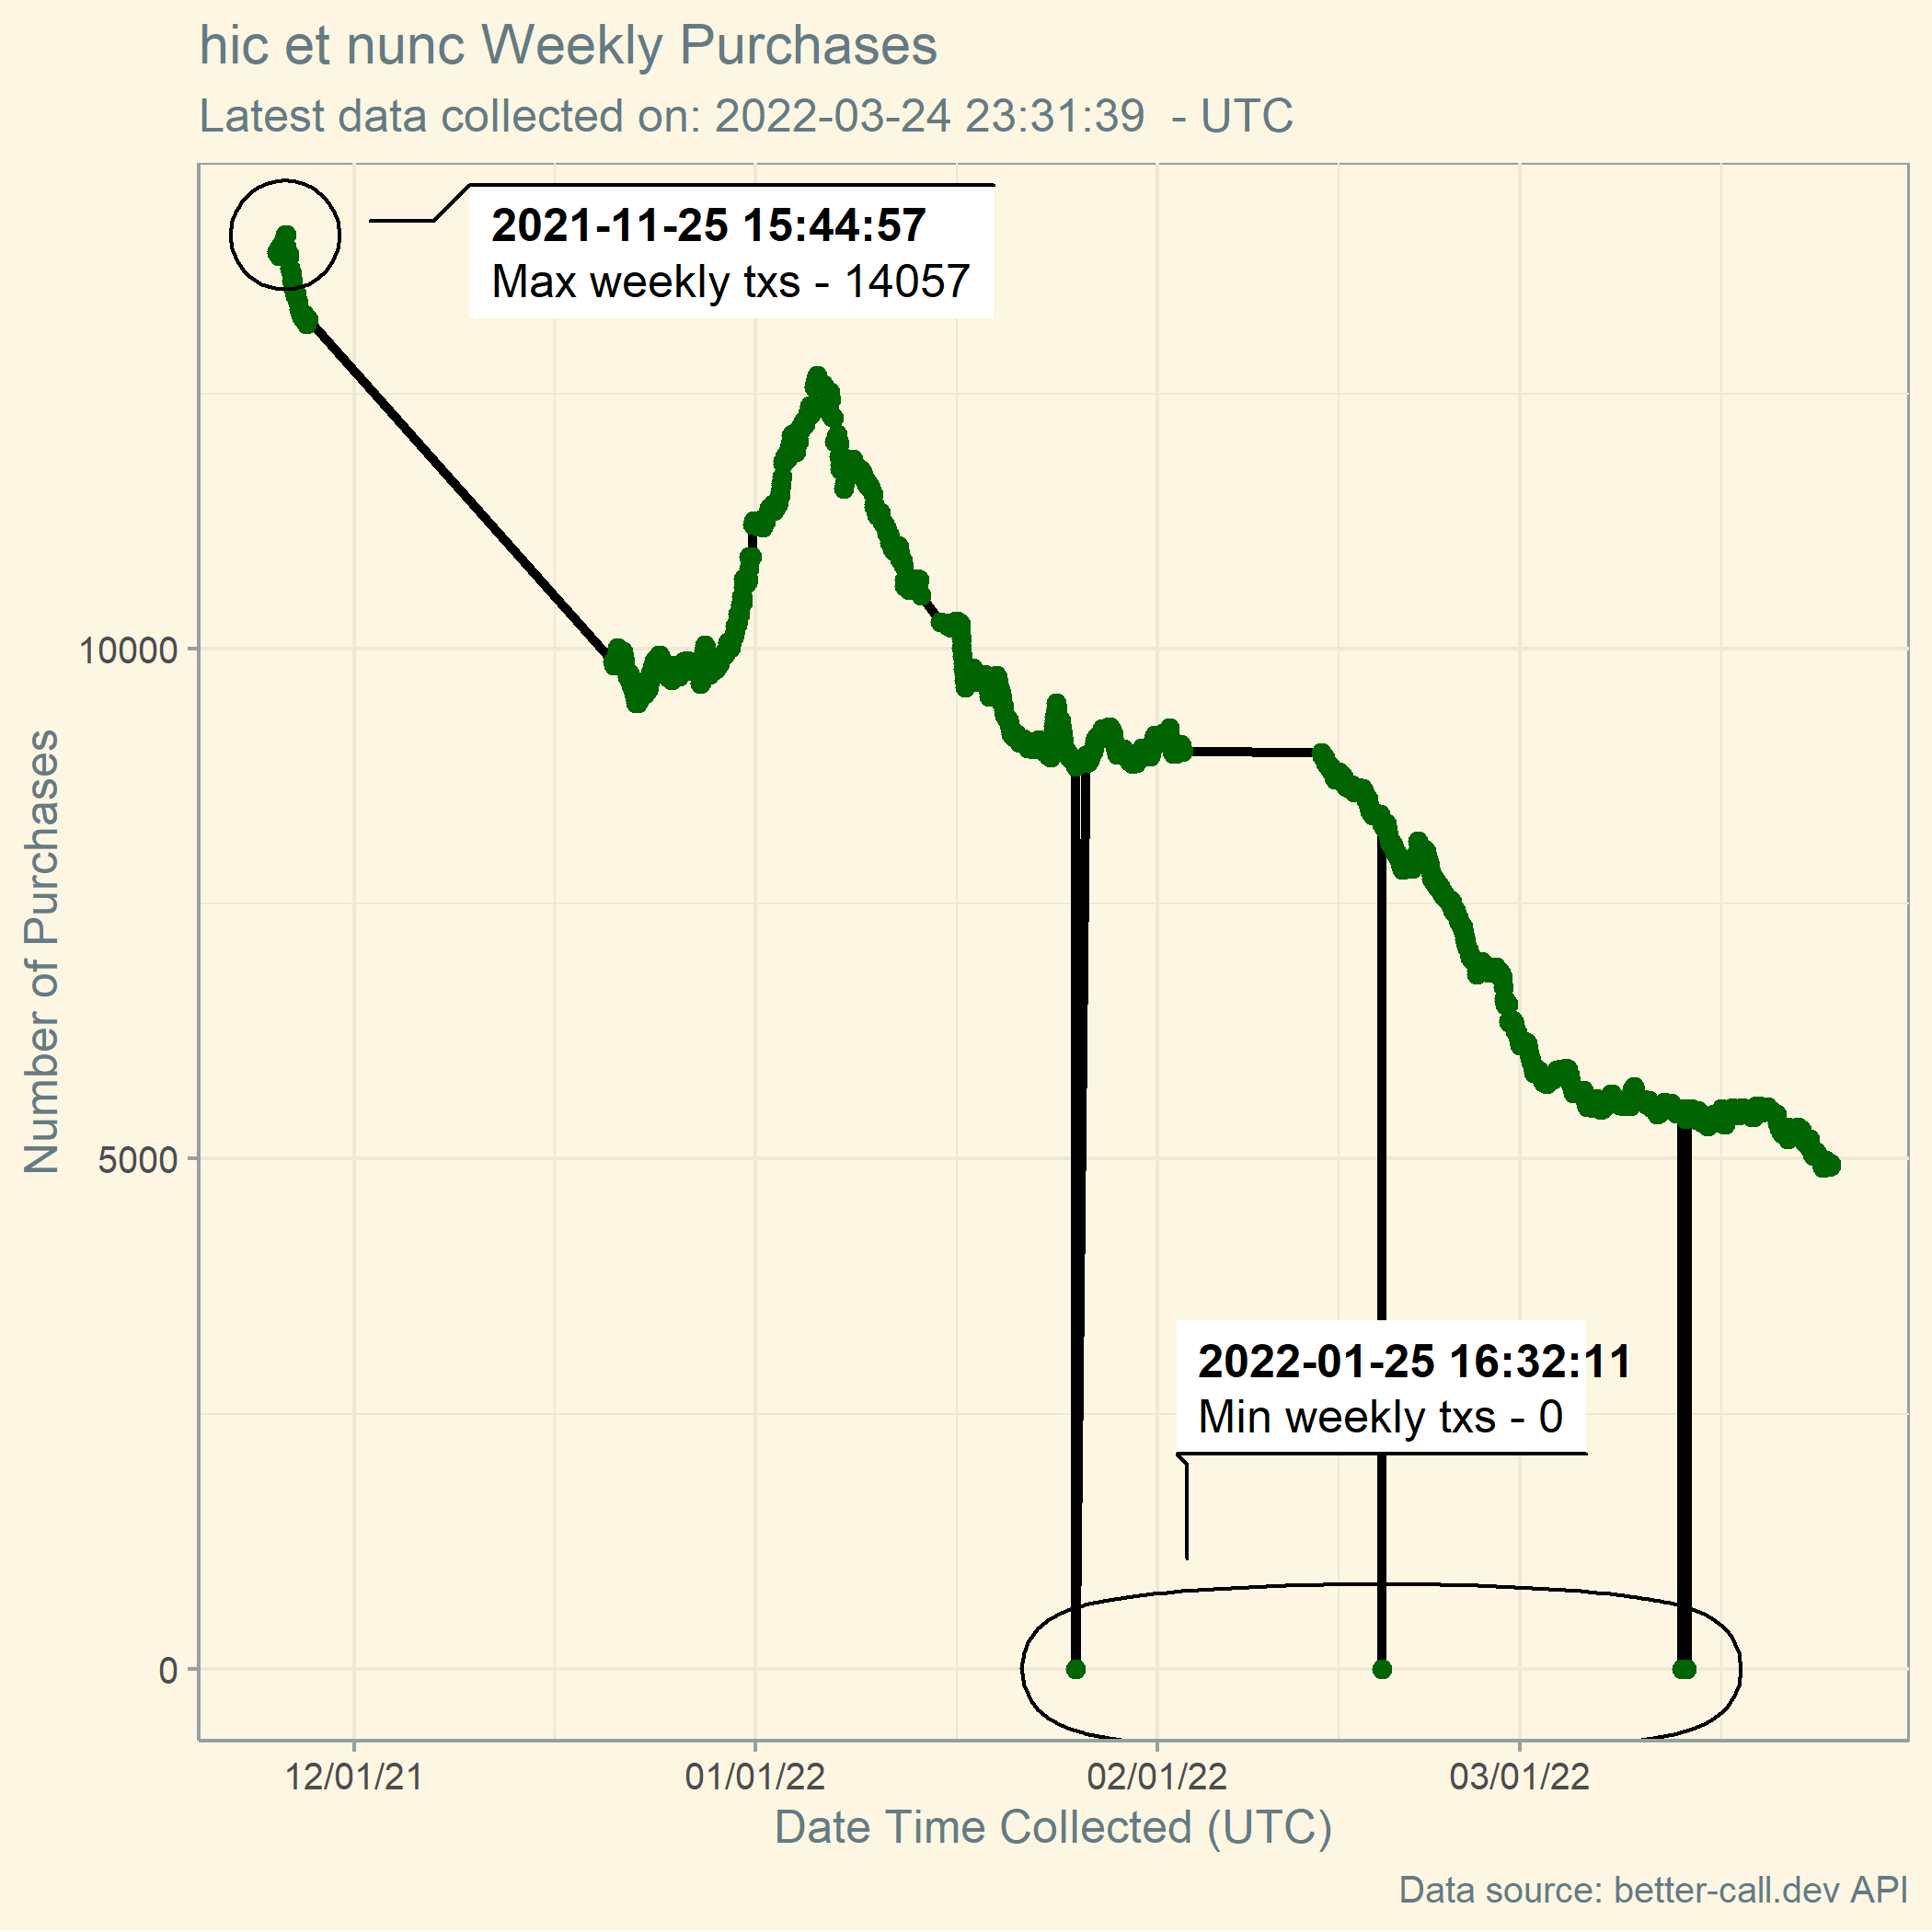 hic et nunc Weekly Purchases
Latest data collected on: 2022-03-24 23:31:39  - UTC
2021-11-25 15:44:57
Max weekly txs - 14057
10000
Number of Purchases
5000
2022-01-25 16:32:11
Min weekly txs - 0
0
12/01/21 01/01/22 02/01/22 03/01/22
Date Time Collected (UTC)
Data source: better-call.dev API